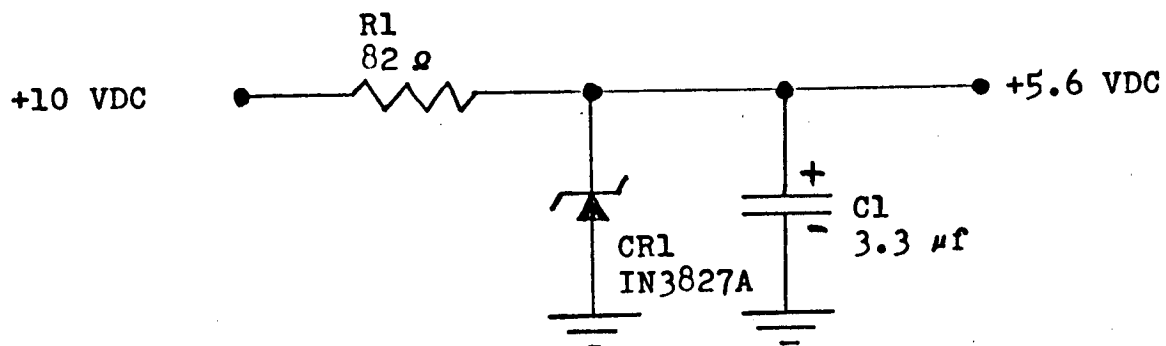 R1
82 Ω
+10 VDC
+5.6 VDC
+
-
C1
3.3 μf
CR1
IN3827A